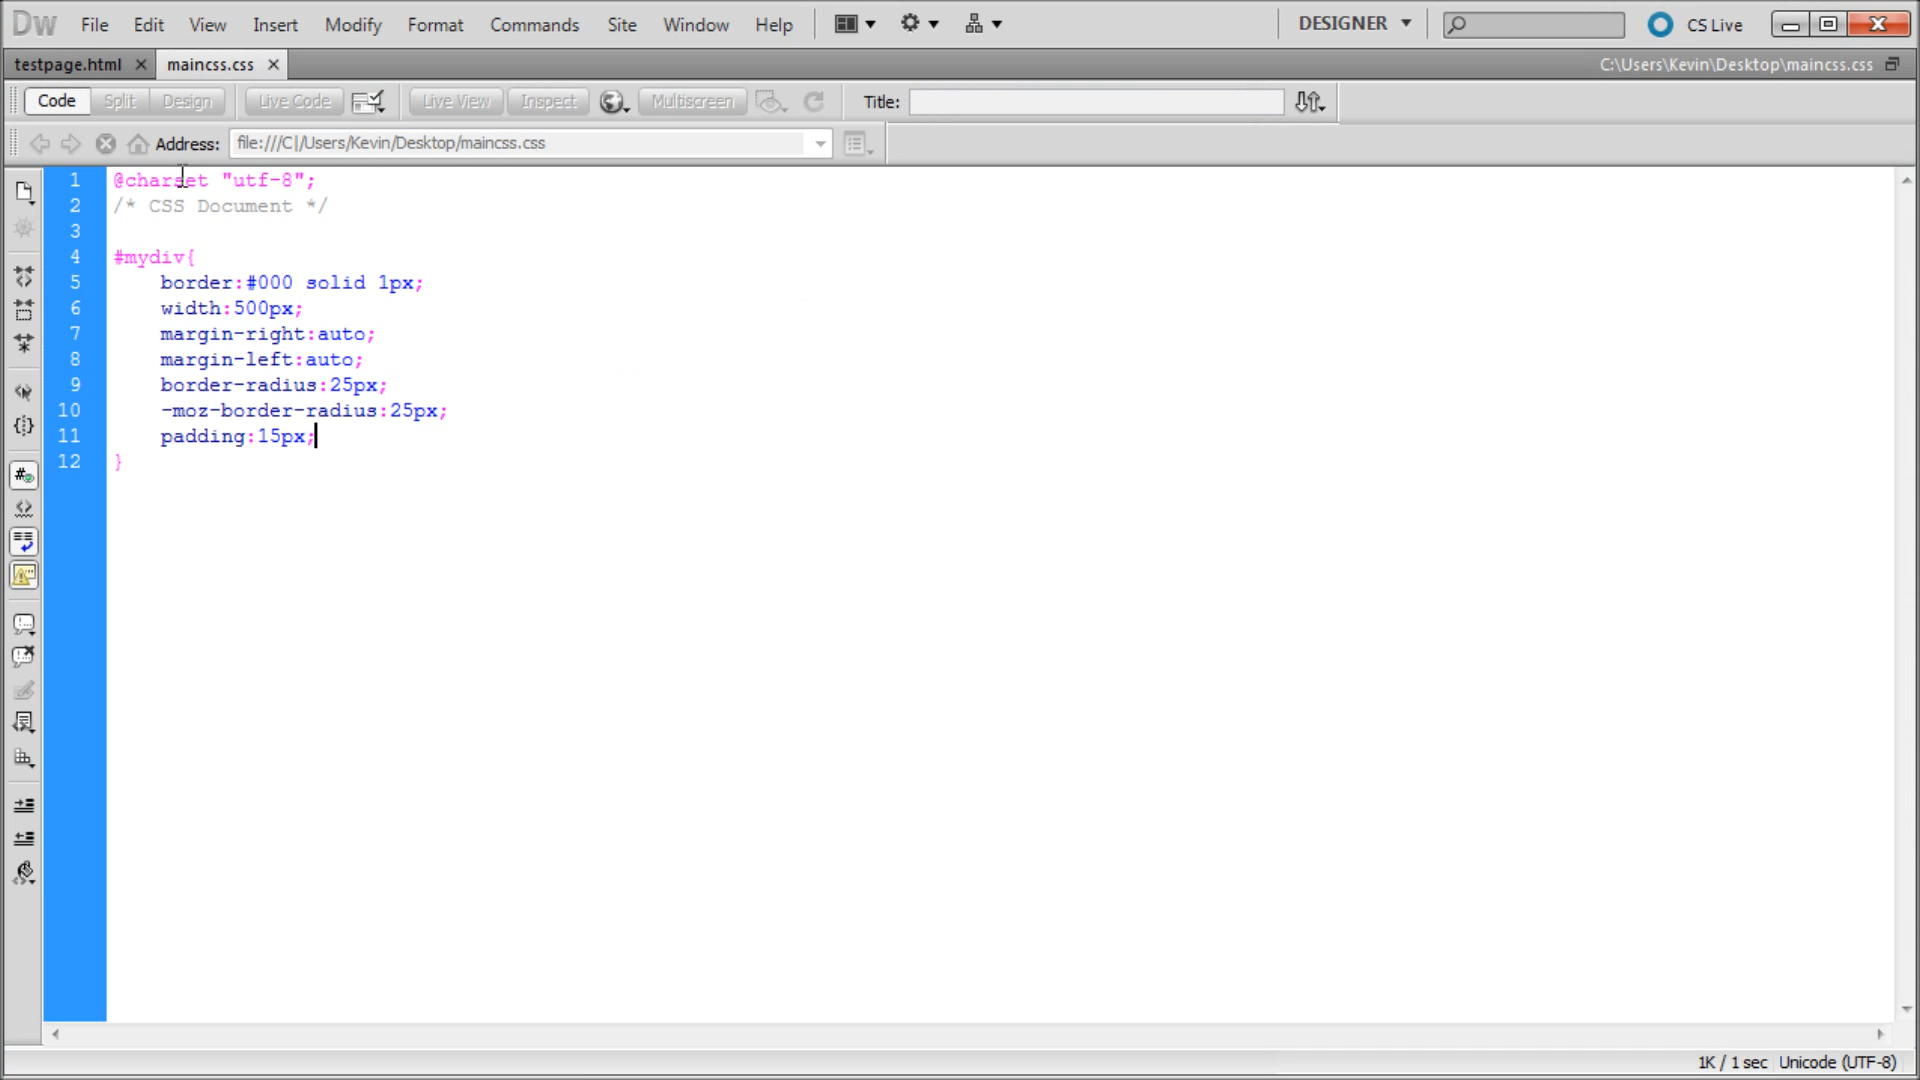 Dw File Edit View Insert Modify Format Commands Site Window Help DESIGNER CS Live
testpage.html maincss.css C:\Users\Kevin\Desktop\maincss.css
Code Split Design Live Code Live View Inspect Multiscreen Title:
Address: file:///C|/Users/Kevin/Desktop/maincss.css
1 @charset "utf-8";
2 /* CSS Document */
3
4 #mydiv{
5 border:#000 solid 1px;
6 width:500px;
7 margin-right:auto;
8 margin-left:auto;
9 border-radius:25px;
10 -moz-border-radius:25px;
11 padding:15px;
12 }
1K / 1 sec Unicode (UTF-8)